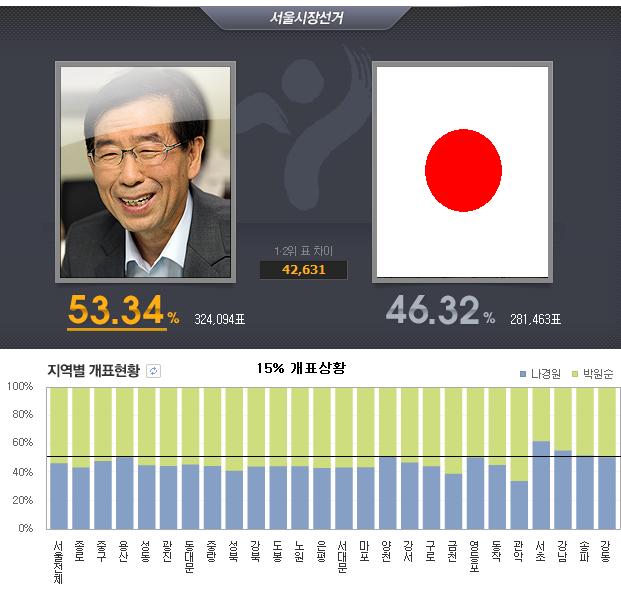 서울시장선거
1·2위 표 차이
42,631
53.34% 324,094표
46.32% 281,463표
지역별 개표현황
15% 개표상황
나경원 박원순
100%
80%
60%
40%
20%
0%
서울전체 종로 중구 용산 성동 광진 동대문 중랑 성북 강북 도봉 노원 은평 서대문 마포 양천 강서 구로 금천 영등포 동작 관악 서초 강남 송파 강동